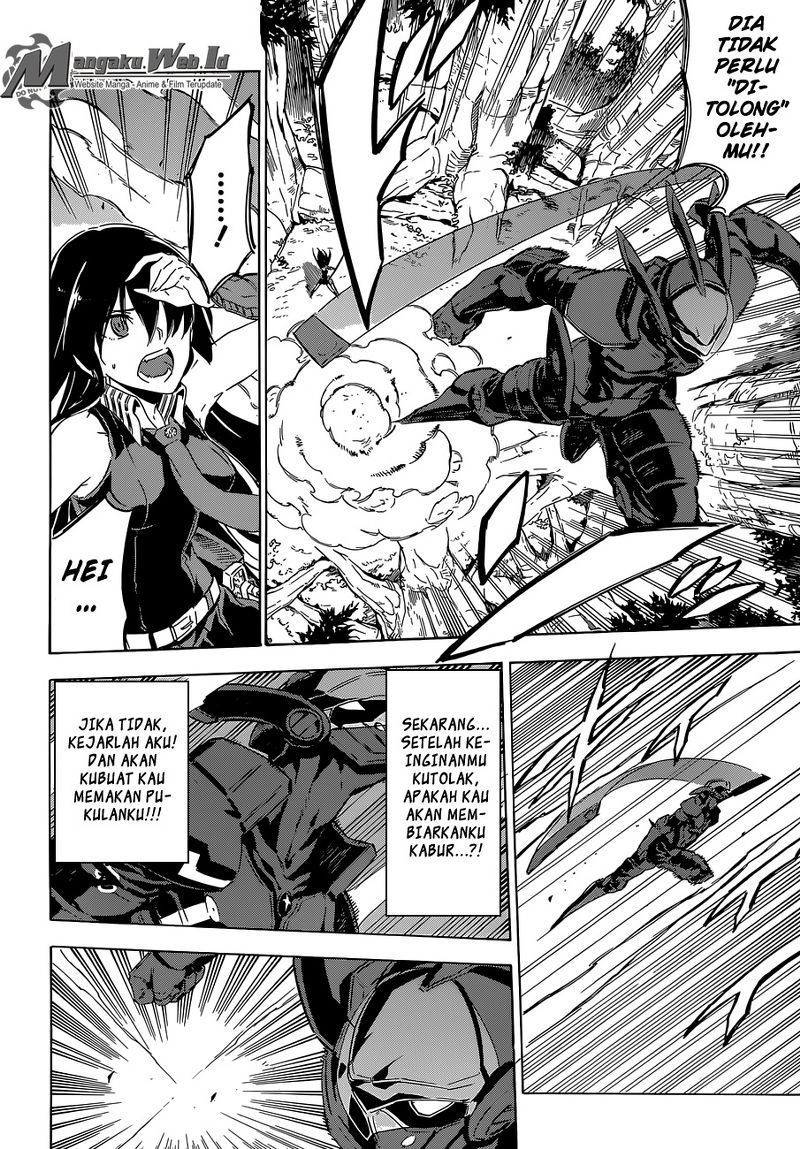 Mangaku.Web.Id
Website Manga - Anime & Film Terupdate
DIA
TIDAK
PERLU
"DI-
TOLONG"
OLEH-
MU!!
......!
HEI
...
SEKARANG...
SETELAH KE-
INGINANMU
KUTOLAK,
APAKAH KAU
AKAN MEM-
BIARKANKU
KABUR...?!
JIKA TIDAK,
KEJARLAH AKU!
DAN AKAN
KUBUAT KAU
MEMAKAN PU-
KULANKU!!!